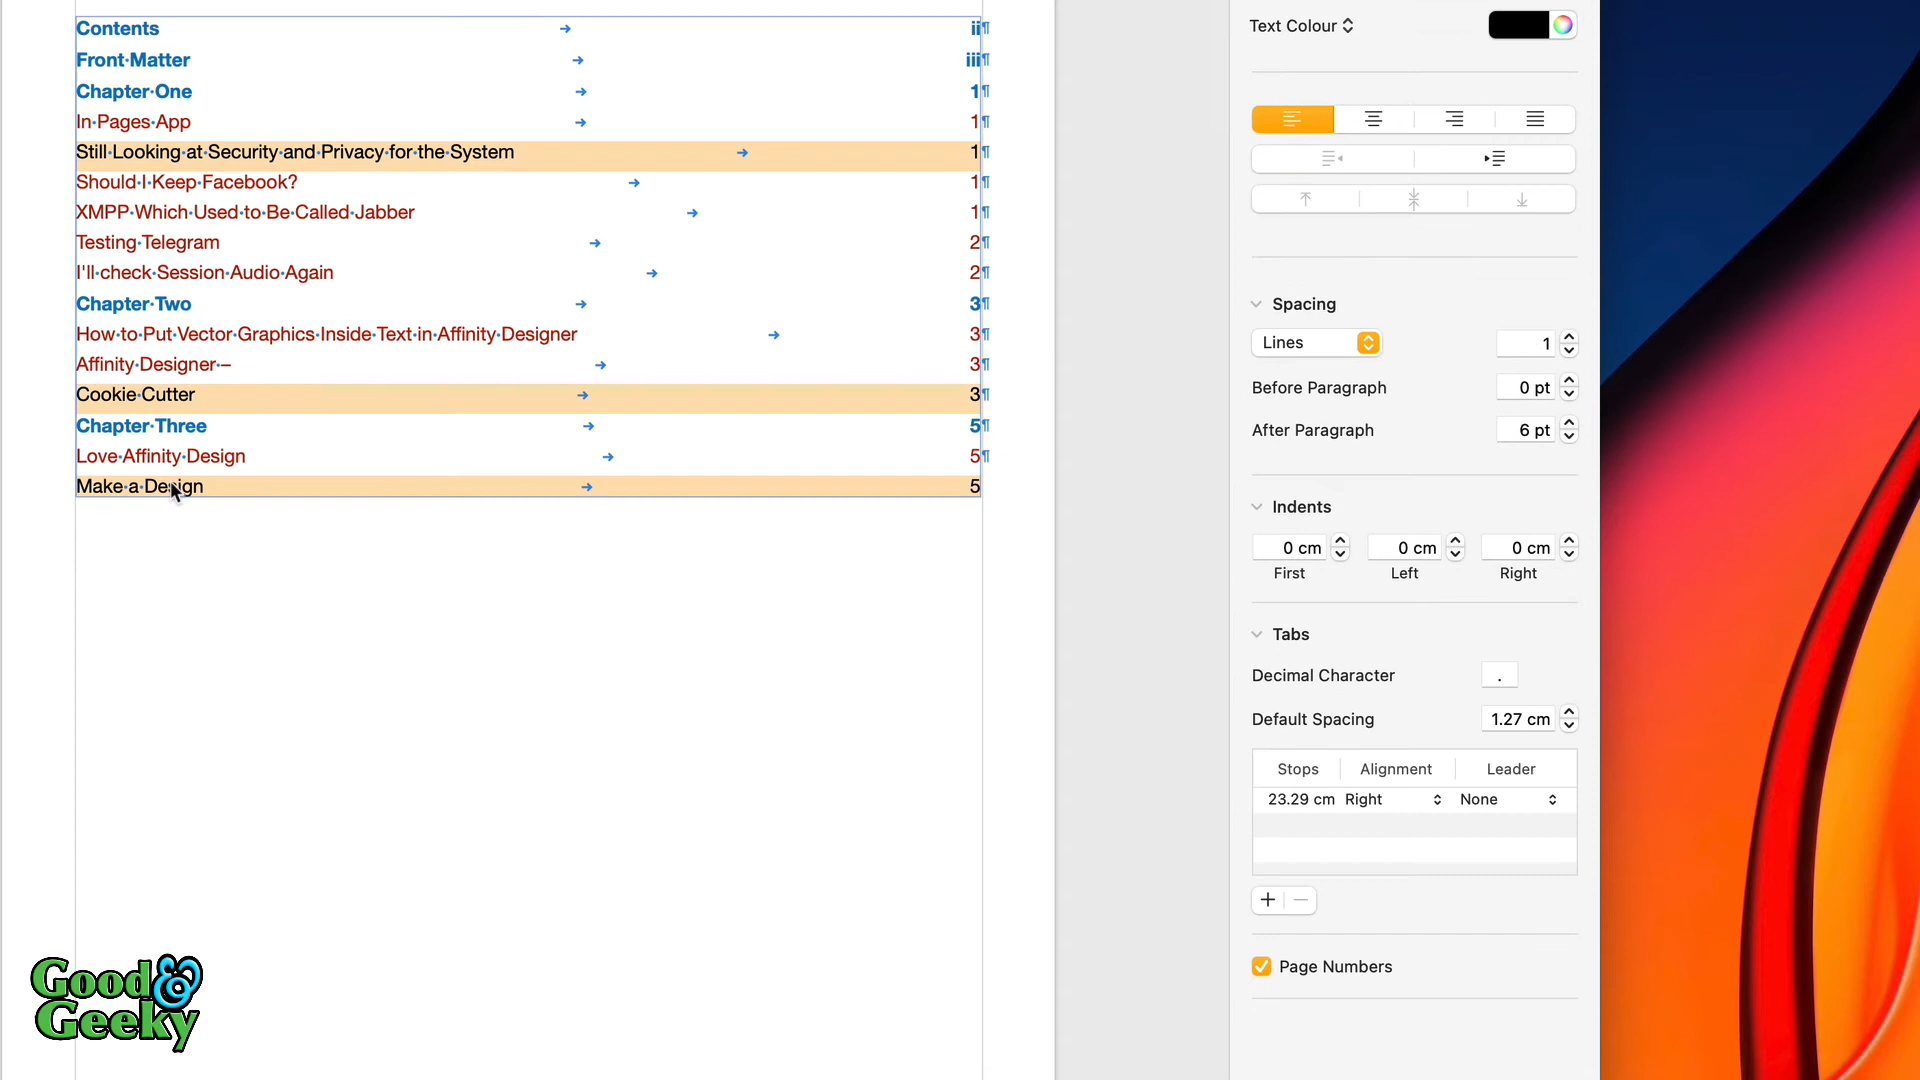 Contents → ii¶
Front·Matter → iii¶
Chapter·One → 1¶
In·Pages·App → 1¶
Still·Looking·at·Security·and·Privacy·for·the·System → 1¶
Should·I·Keep·Facebook? → 1¶
XMPP·Which·Used·to·Be·Called·Jabber → 1¶
Testing·Telegram → 2¶
I'll·check·Session·Audio·Again → 2¶
Chapter·Two → 3¶
How·to·Put·Vector·Graphics·Inside·Text·in·Affinity·Designer → 3¶
Affinity·Designer·– → 3¶
Cookie·Cutter → 3¶
Chapter·Three → 5¶
Love·Affinity·Design → 5¶
Make·a·Design → 5
Good&
Geeky
Text Colour
Spacing
Lines 1
Before Paragraph 0 pt
After Paragraph 6 pt
Indents
0 cm 0 cm 0 cm
First Left Right
Tabs
Decimal Character .
Default Spacing 1.27 cm
Stops Alignment Leader
23.29 cm Right None
+ −
Page Numbers